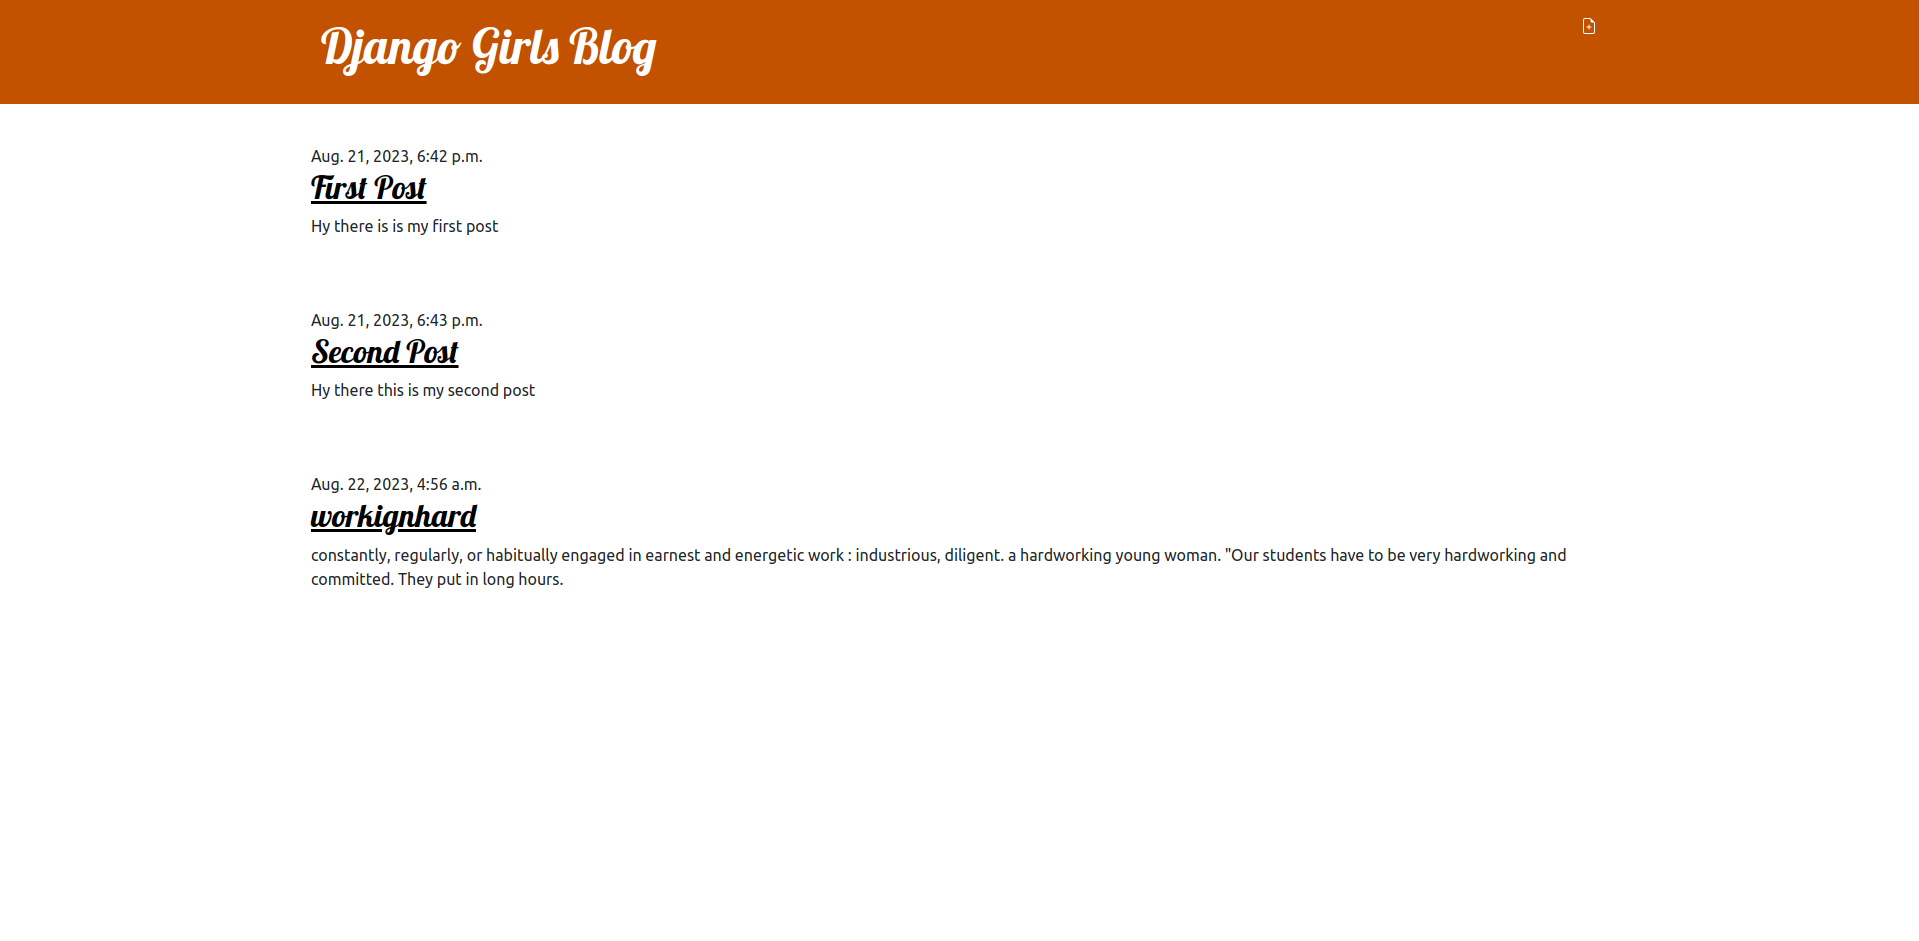 Django Girls Blog
Aug. 21, 2023, 6:42 p.m.
First Post
Hy there is is my first post
Aug. 21, 2023, 6:43 p.m.
Second Post
Hy there this is my second post
Aug. 22, 2023, 4:56 a.m.
workignhard
constantly, regularly, or habitually engaged in earnest and energetic work : industrious, diligent. a hardworking young woman. "Our students have to be very hardworking and
committed. They put in long hours.